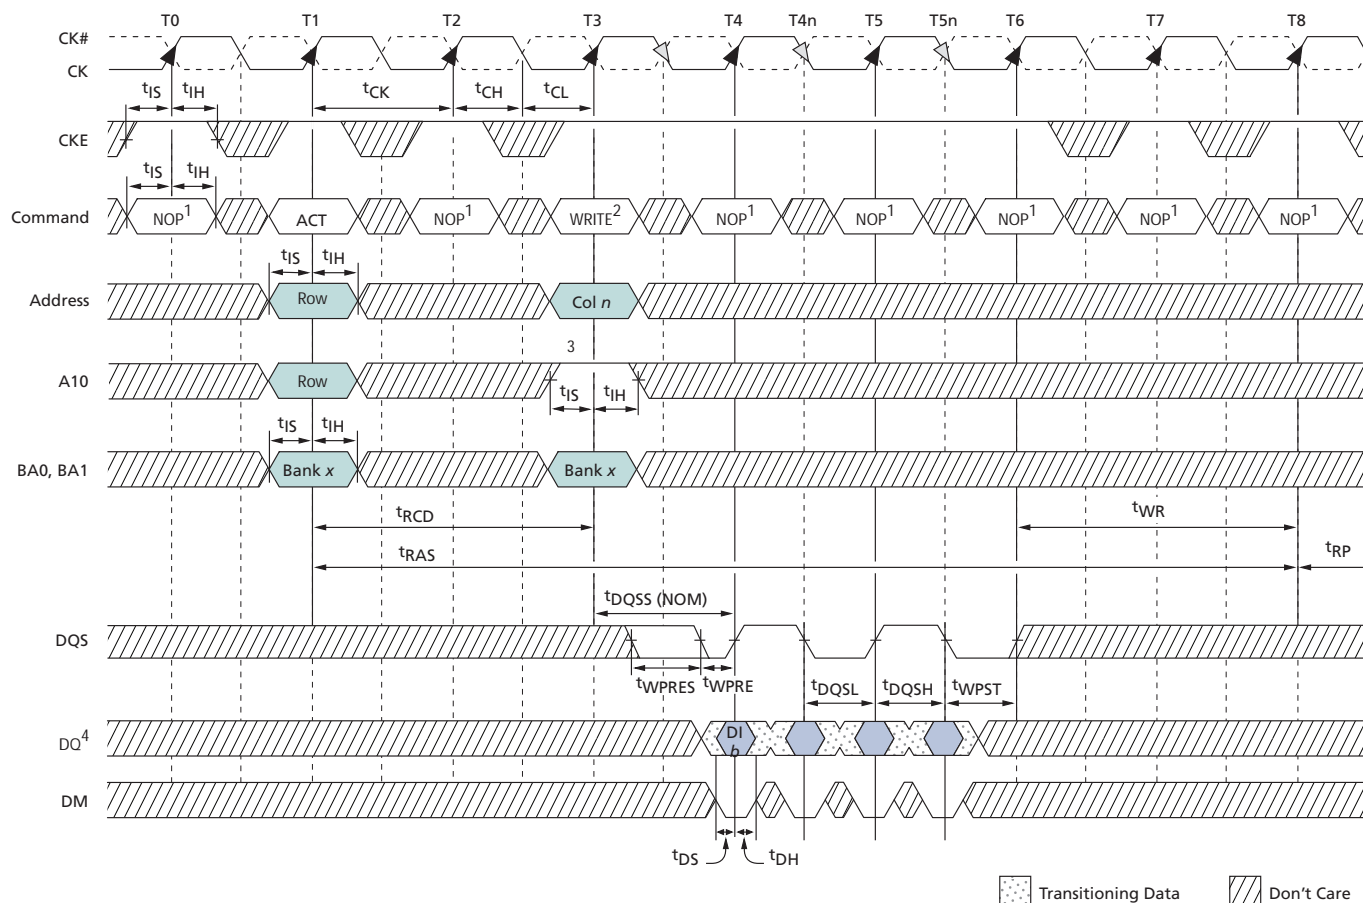 T0 T1 T2 T3 T4 T4n T5 T5n T6 T7 T8
CK#
CK
tIS tIH tCK tCH tCL
CKE
tIS tIH
Command NOP1 ACT NOP1 WRITE2 NOP1 NOP1 NOP1 NOP1 NOP1
tIS tIH
Address Row Col n
3
A10 Row
tIS tIH
tIS tIH
BA0, BA1 Bank x Bank x
tRCD tWR
tRAS tRP
tDQSS (NOM)
DQS
tWPRES tWPRE tDQSL tDQSH tWPST
DQ4 DI
b
DM
tDS tDH
Transitioning Data Don't Care